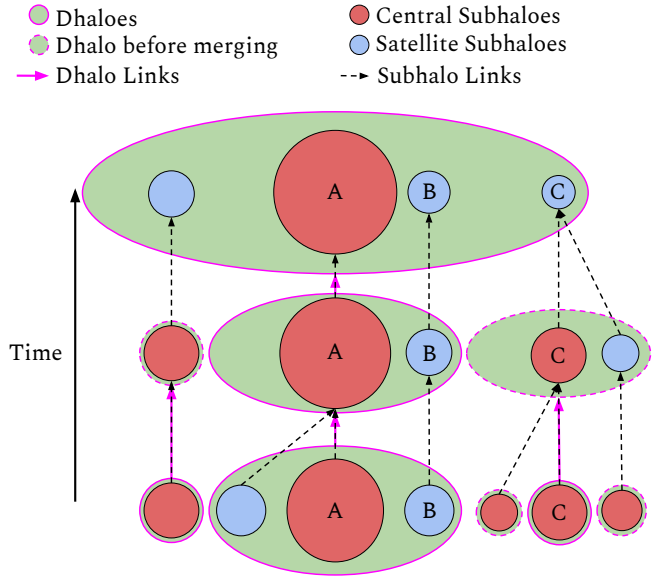 Dhaloes
Central Subhaloes
Dhalo before merging
Satellite Subhaloes
Dhalo Links
Subhalo Links
A
B
C
Time
A
B
C
A
B
C